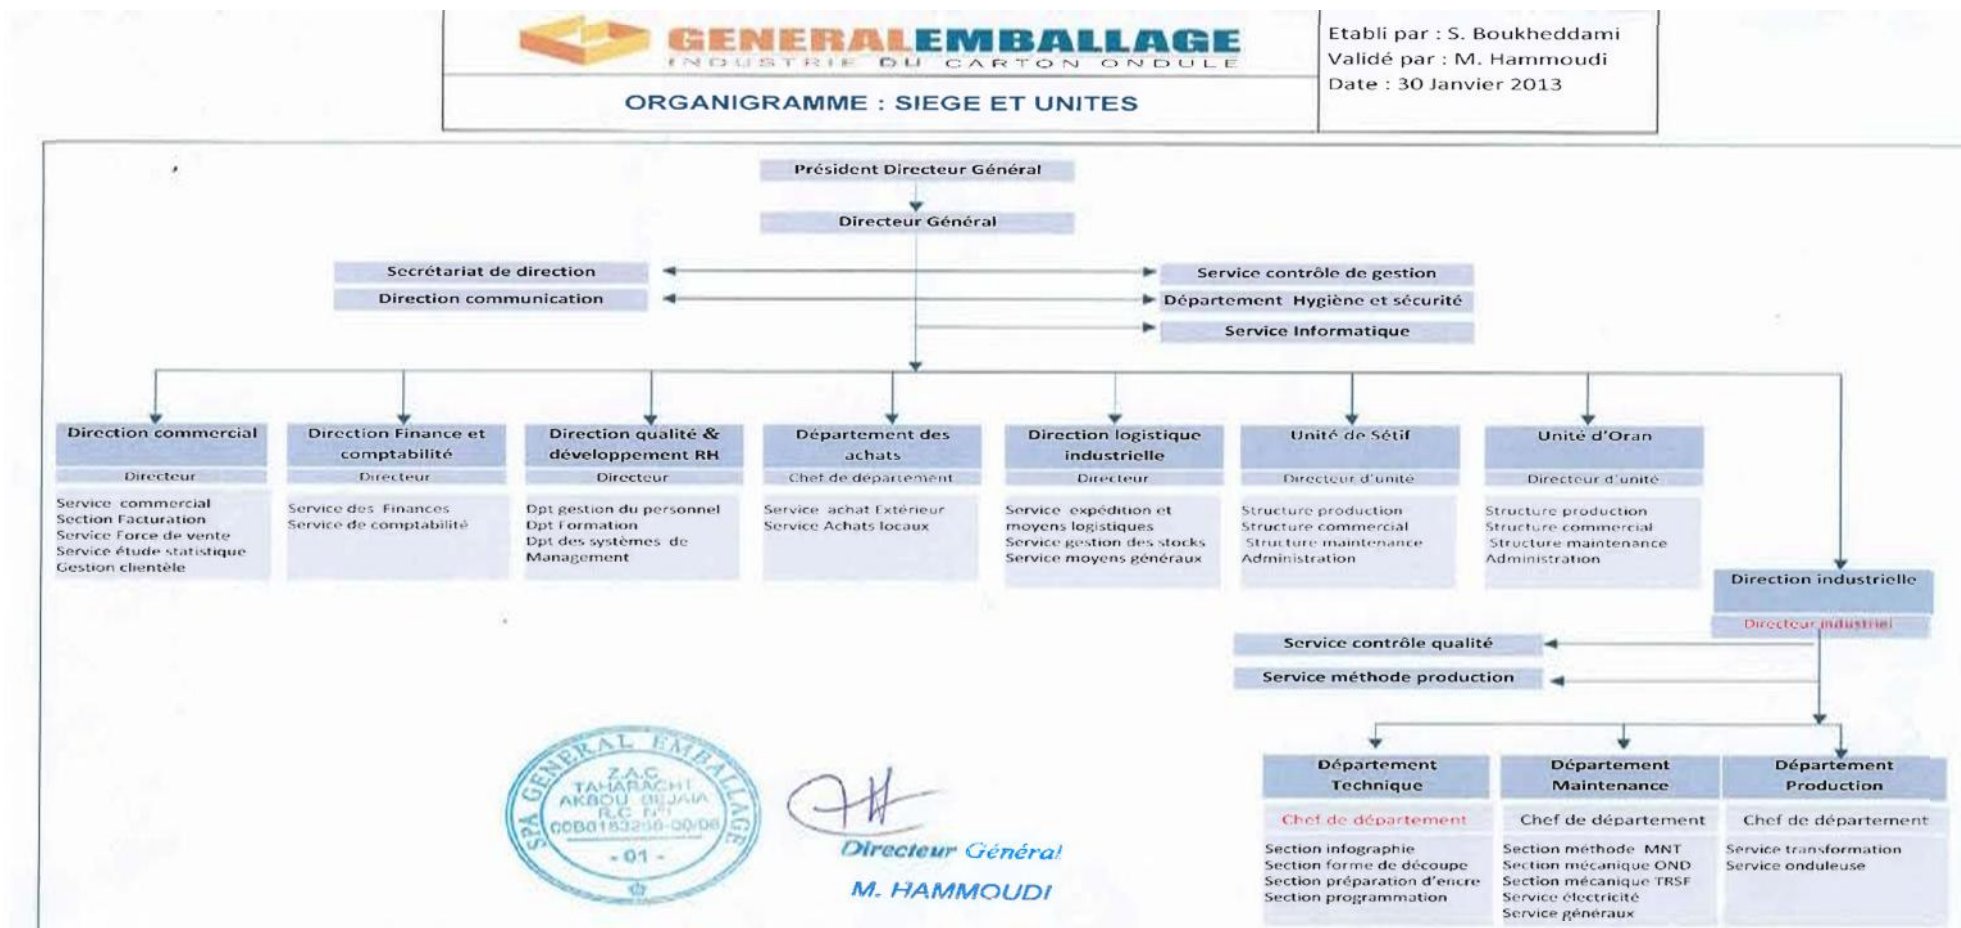 GENERAL EMBALLAGE
INDUSTRIE DU CARTON ONDULE
ORGANIGRAMME : SIEGE ET UNITES
Etabli par : S. Boukheddami
Validé par : M. Hammoudi
Date : 30 Janvier 2013
Président Directeur Général
Directeur Général
Secrétariat de direction
Service contrôle de gestion
Direction communication
Département Hygiène et sécurité
Service Informatique
Direction commercial
Directeur
Service commercial
Section Facturation
Service Force de vente
Service étude statistique
Gestion clientèle
Direction Finance et
comptabilité
Directeur
Service des Finances
Service de comptabilité
Direction qualité &
développement RH
Directeur
Dpt gestion du personnel
Dpt Formation
Dpt des systèmes de
Management
Département des
achats
Chef de département
Service achat Extérieur
Service Achats locaux
Direction logistique
industrielle
Directeur
Service expédition et
moyens logistiques
Service gestion des stocks
Service moyens généraux
Unité de Sétif
Directeur d'unité
Structure production
Structure commercial
Structure maintenance
Administration
Unité d'Oran
Directeur d'unité
Structure production
Structure commercial
Structure maintenance
Administration
Direction industrielle
Directeur industriel
Service contrôle qualité
Service méthode production
Département
Technique
Chef de département
Section infographie
Section forme de découpe
Section préparation d'encre
Section programmation
Département
Maintenance
Chef de département
Section méthode MNT
Section mécanique OND
Section mécanique TRSF
Service électricité
Service généraux
Département
Production
Chef de département
Service transformation
Service onduleuse
SPA GENERAL EMBALLAGE
Z.A.C
TAHARACHT
AKBOU BEJAIA
R.C N°
- 01 -
Directeur Général
M. HAMMOUDI